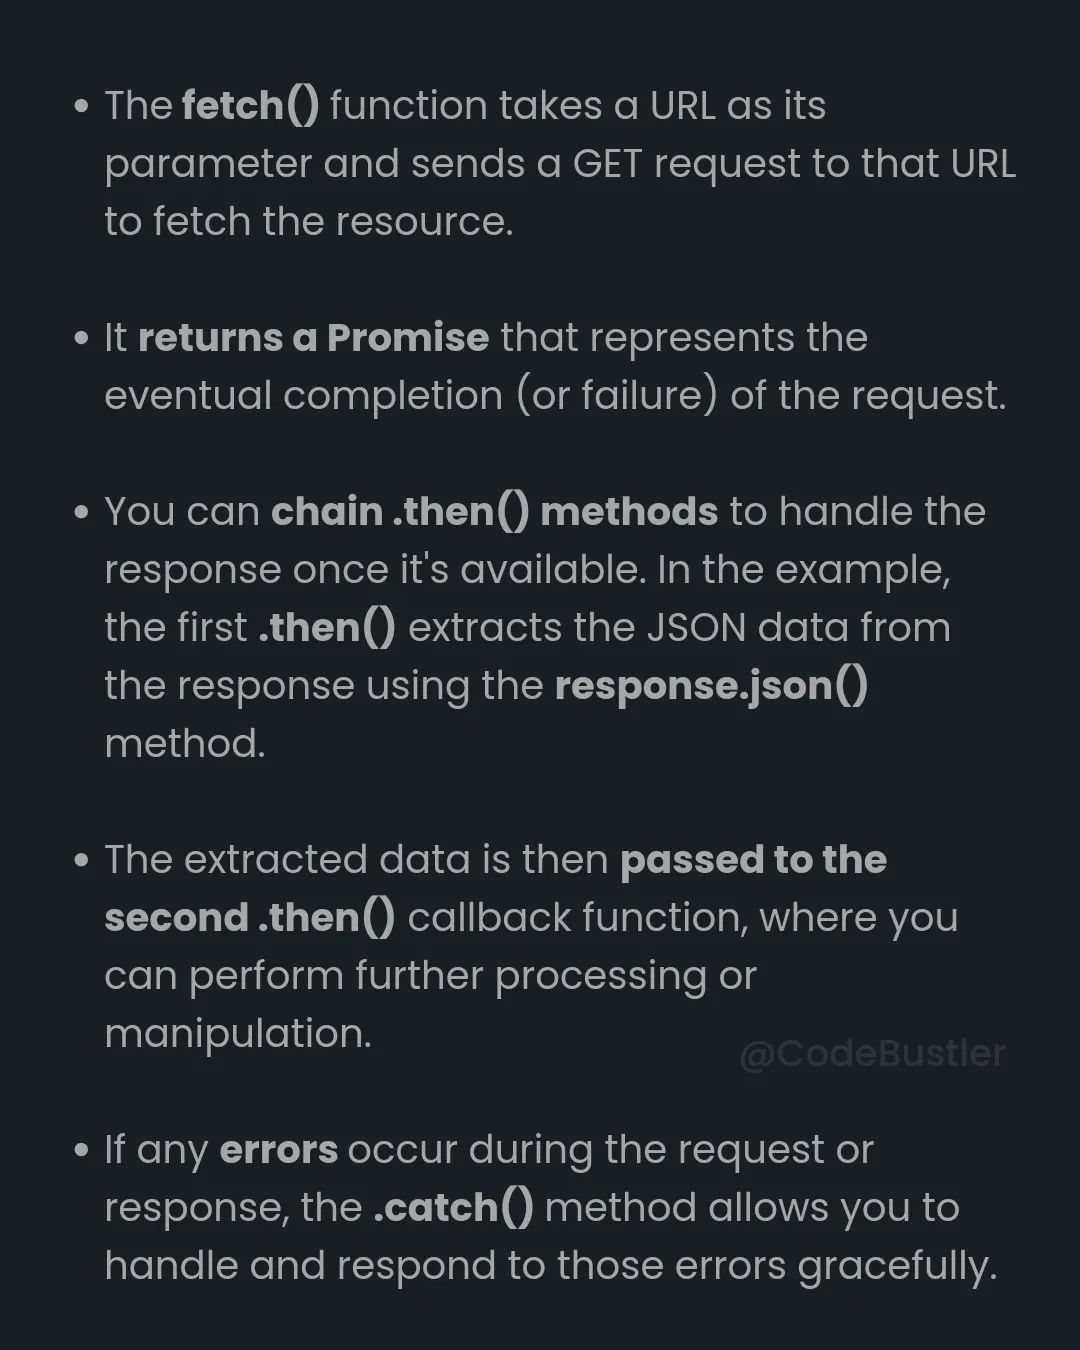 • The fetch() function takes a URL as its
parameter and sends a GET request to that URL
to fetch the resource.
• It returns a Promise that represents the
eventual completion (or failure) of the request.
• You can chain .then() methods to handle the
response once it's available. In the example,
the first .then() extracts the JSON data from
the response using the response.json()
method.
• The extracted data is then passed to the
second .then() callback function, where you
can perform further processing or
manipulation.
@CodeBustler
• If any errors occur during the request or
response, the .catch() method allows you to
handle and respond to those errors gracefully.